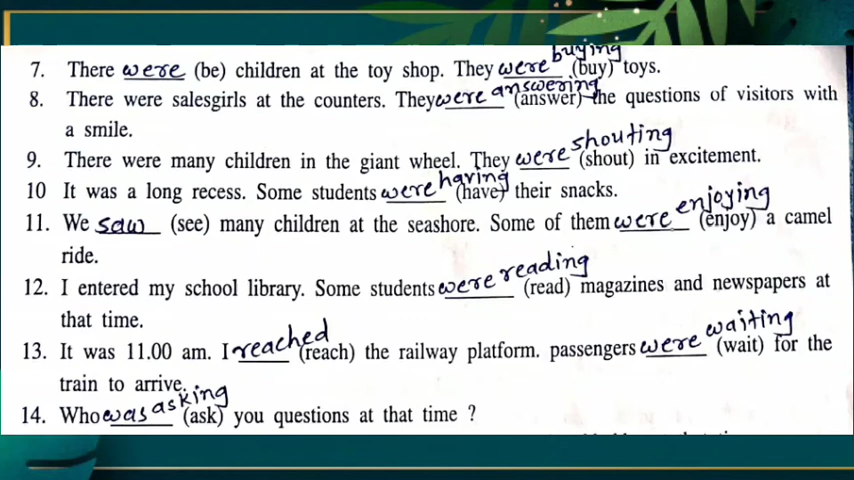 7. There were (be) children at the toy shop. They were buying (buy) toys.
8. There were salesgirls at the counters. They were answering (answer) the questions of visitors with
a smile.
9. There were many children in the giant wheel. They were shouting (shout) in excitement.
10 It was a long recess. Some students were having (have) their snacks.
11. We saw (see) many children at the seashore. Some of them were enjoying (enjoy) a camel
ride.
12. I entered my school library. Some students were reading (read) magazines and newspapers at
that time.
13. It was 11.00 am. I reached (reach) the railway platform. passengers were waiting (wait) for the
train to arrive.
14. Who was asking (ask) you questions at that time ?